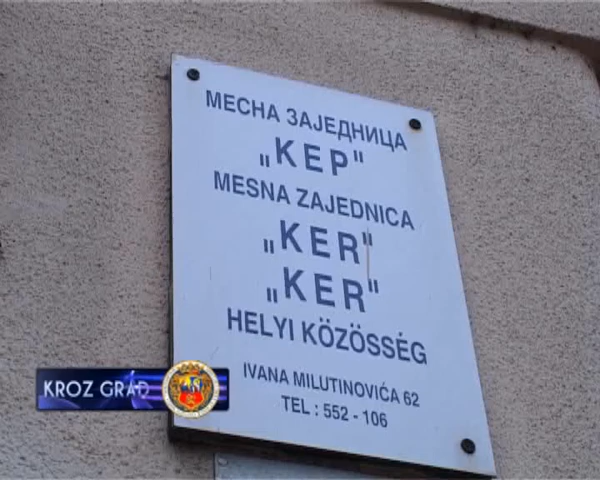 МЕСНА ЗАЈЕДНИЦА
„КЕР"
MESNA ZAJEDNICA
„KER"
„KER"
HELYI KÖZÖSSÉG
IVANA MILUTINOVIĆA 62
TEL : 552 - 106
KROZ GRAD